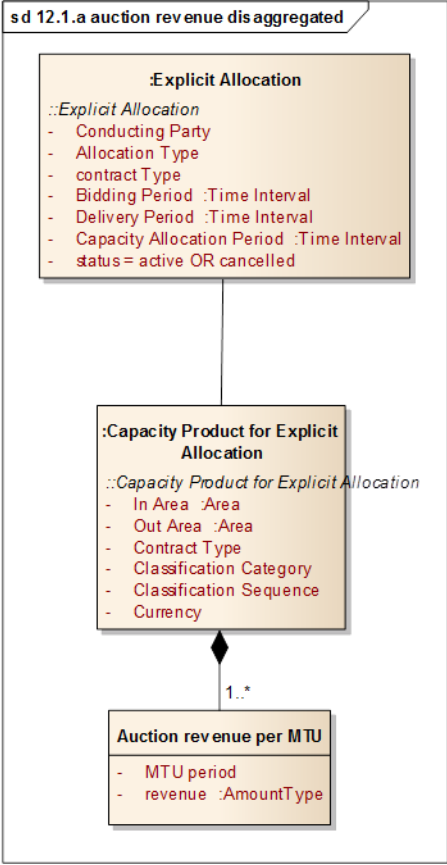 sd 12.1.a auction revenue disaggregated
:Explicit Allocation
::Explicit Allocation
- Conducting Party
- Allocation Type
- contract Type
- Bidding Period :Time Interval
- Delivery Period :Time Interval
- Capacity Allocation Period :Time Interval
- status = active OR cancelled
:Capacity Product for Explicit
Allocation
::Capacity Product for Explicit Allocation
- In Area :Area
- Out Area :Area
- Contract Type
- Classification Category
- Classification Sequence
- Currency
1..*
Auction revenue per MTU
- MTU period
- revenue :AmountType